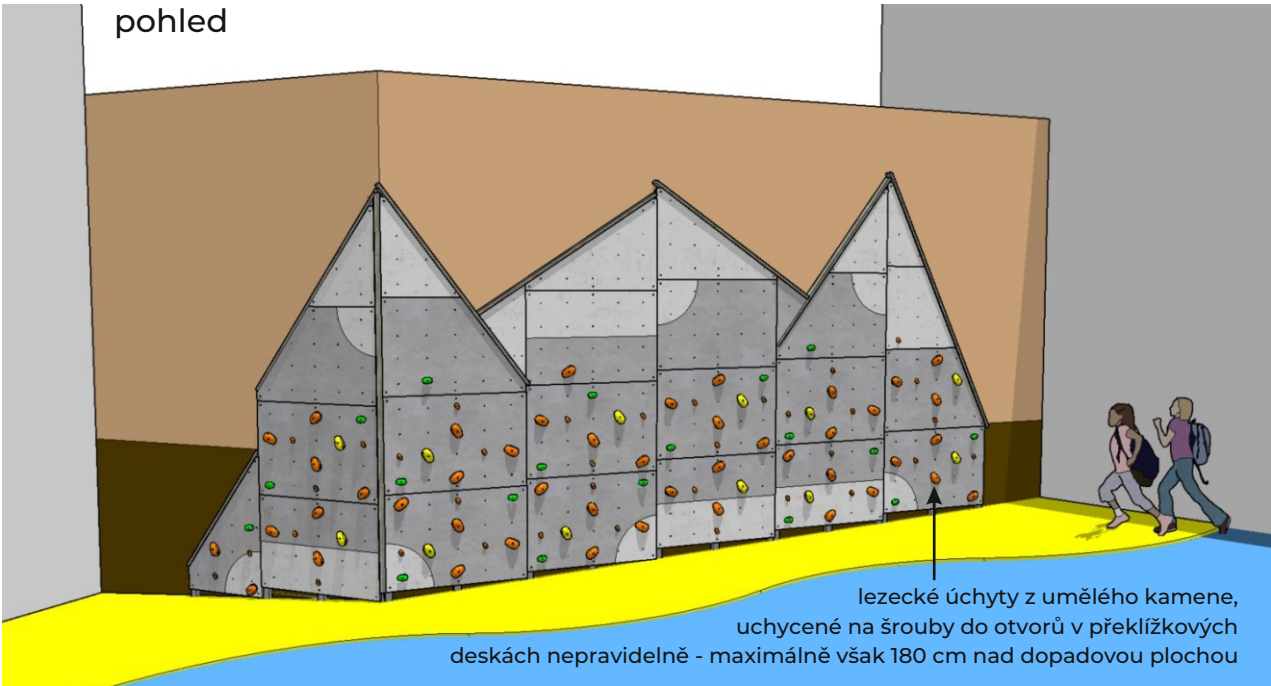 pohled
lezecké úchyty z umělého kamene,
uchycené na šrouby do otvorů v překlížkových
deskách nepravidelně - maximálně však 180 cm nad dopadovou plochou